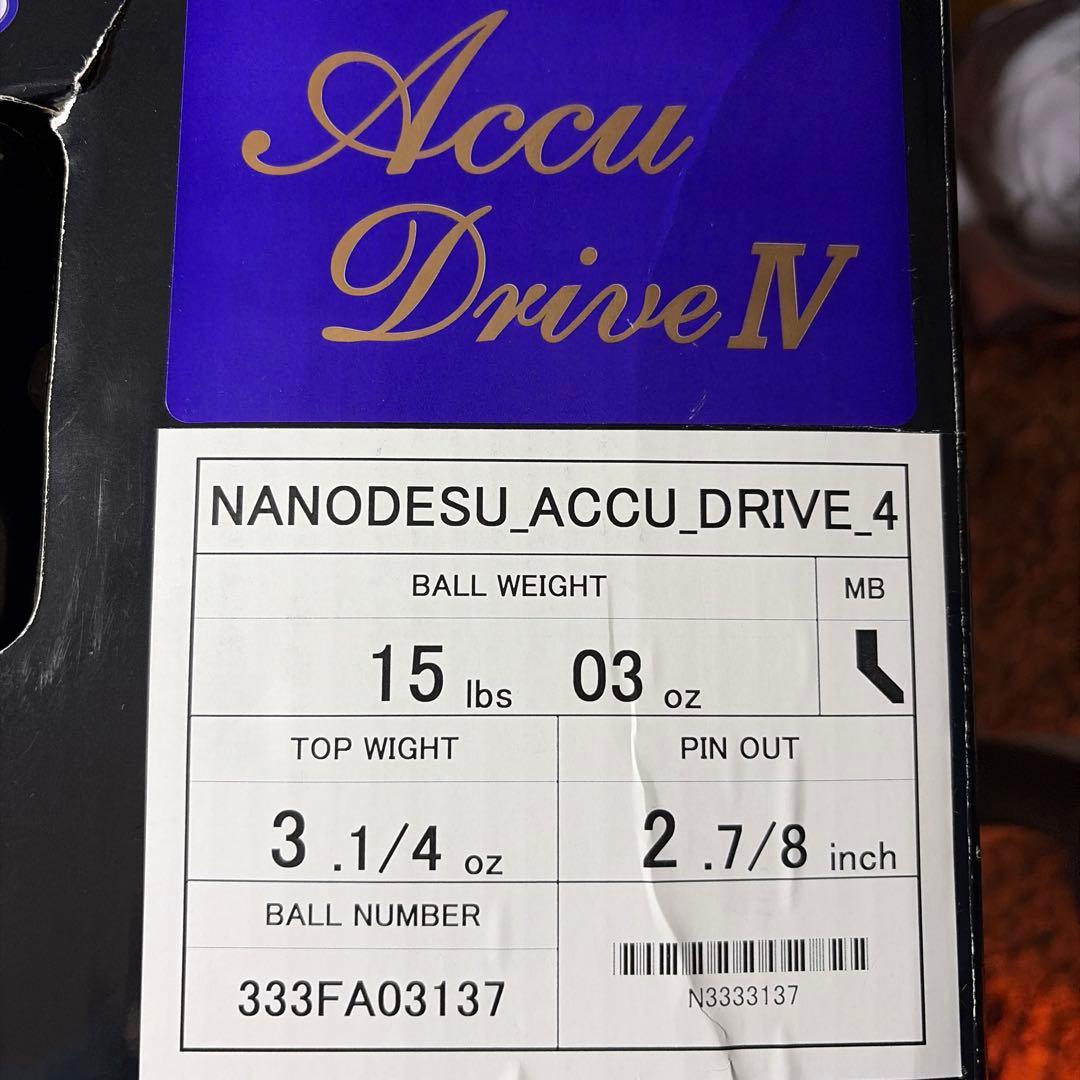 Accu
Drive IV
NANODESU_ACCU_DRIVE_4
BALL WEIGHT
MB
15 lbs 03 oz
TOP WIGHT
PIN OUT
3 .1/4 oz
2 .7/8 inch
BALL NUMBER
333FA03137
N3333137